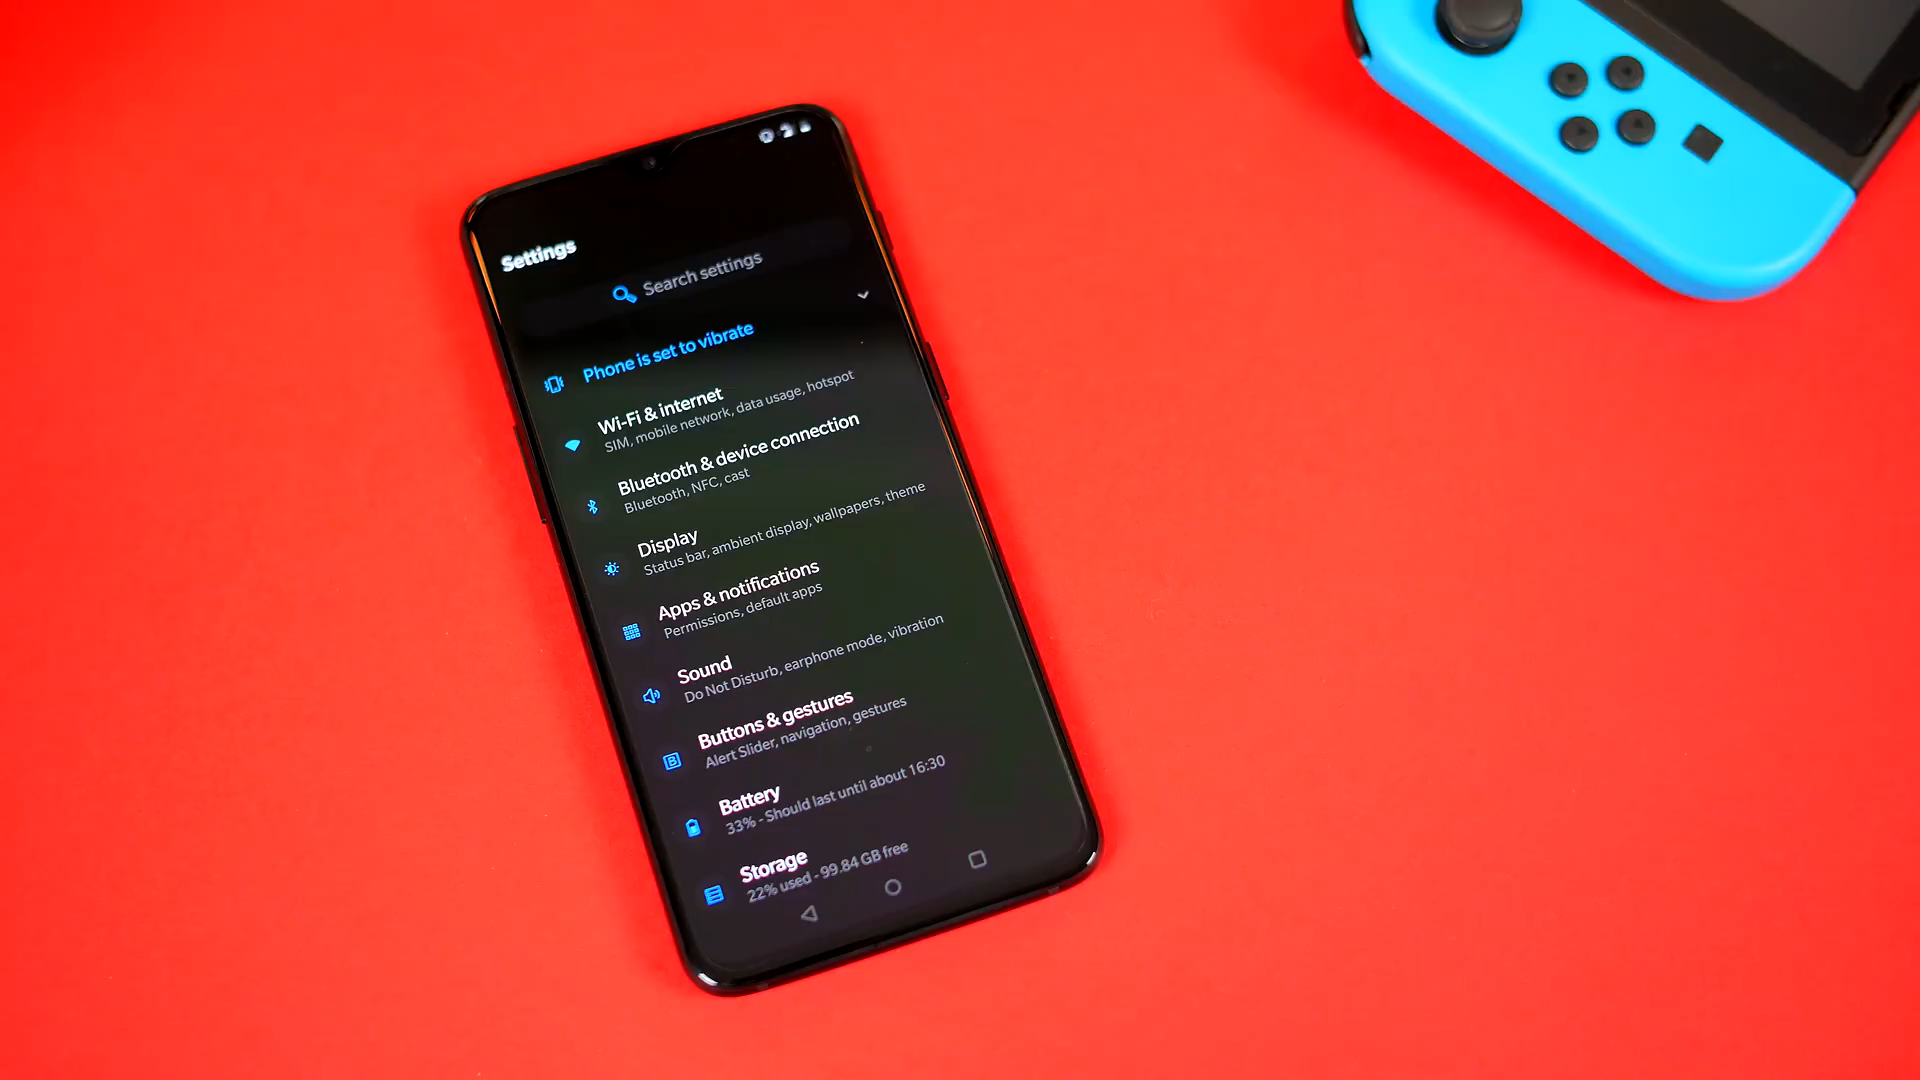 Settings
Search settings
Phone is set to vibrate
Wi-Fi & internet
SIM, mobile network, data usage, hotspot
Bluetooth & device connection
Bluetooth, NFC, cast
Display
Status bar, ambient display, wallpapers, theme
Apps & notifications
Permissions, default apps
Sound
Do Not Disturb, earphone mode, vibration
Buttons & gestures
Alert Slider, navigation, gestures
Battery
33% - Should last until about 16:30
Storage
22% used - 99.84 GB free